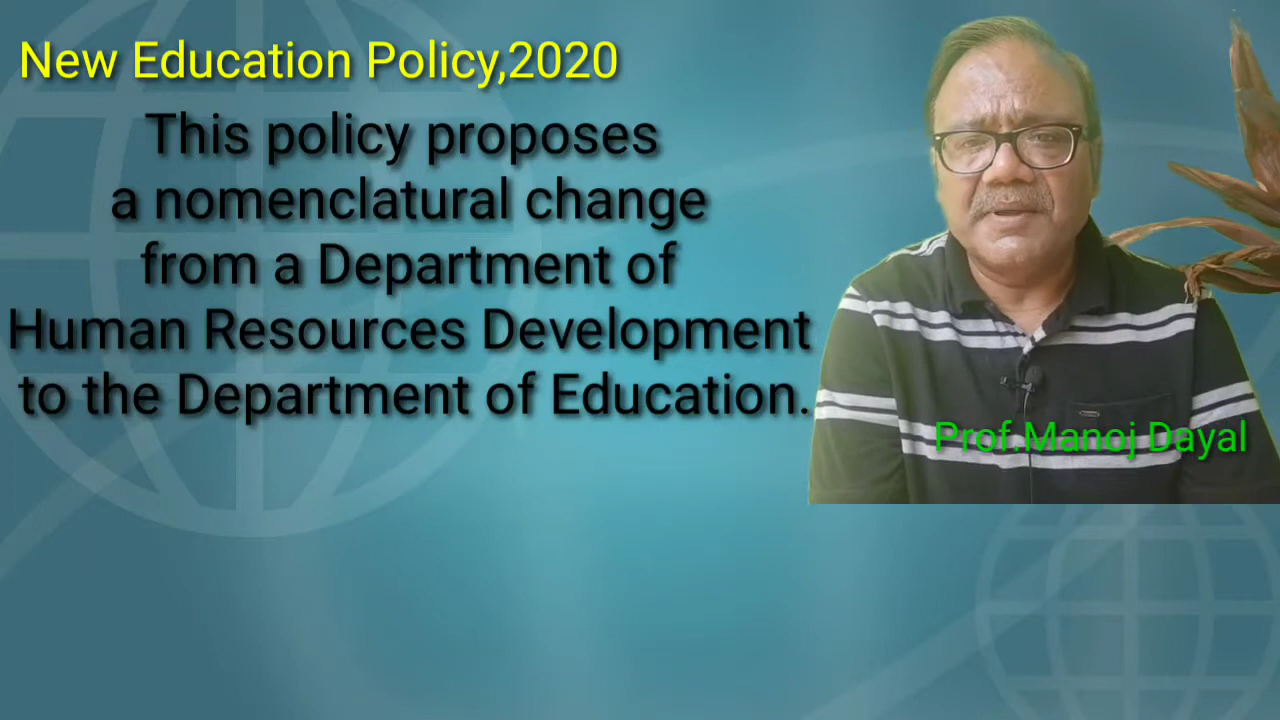 New Education Policy,2020
This policy proposes
a nomenclatural change
from a Department of
Human Resources Development
to the Department of Education.
Prof.Manoj Dayal